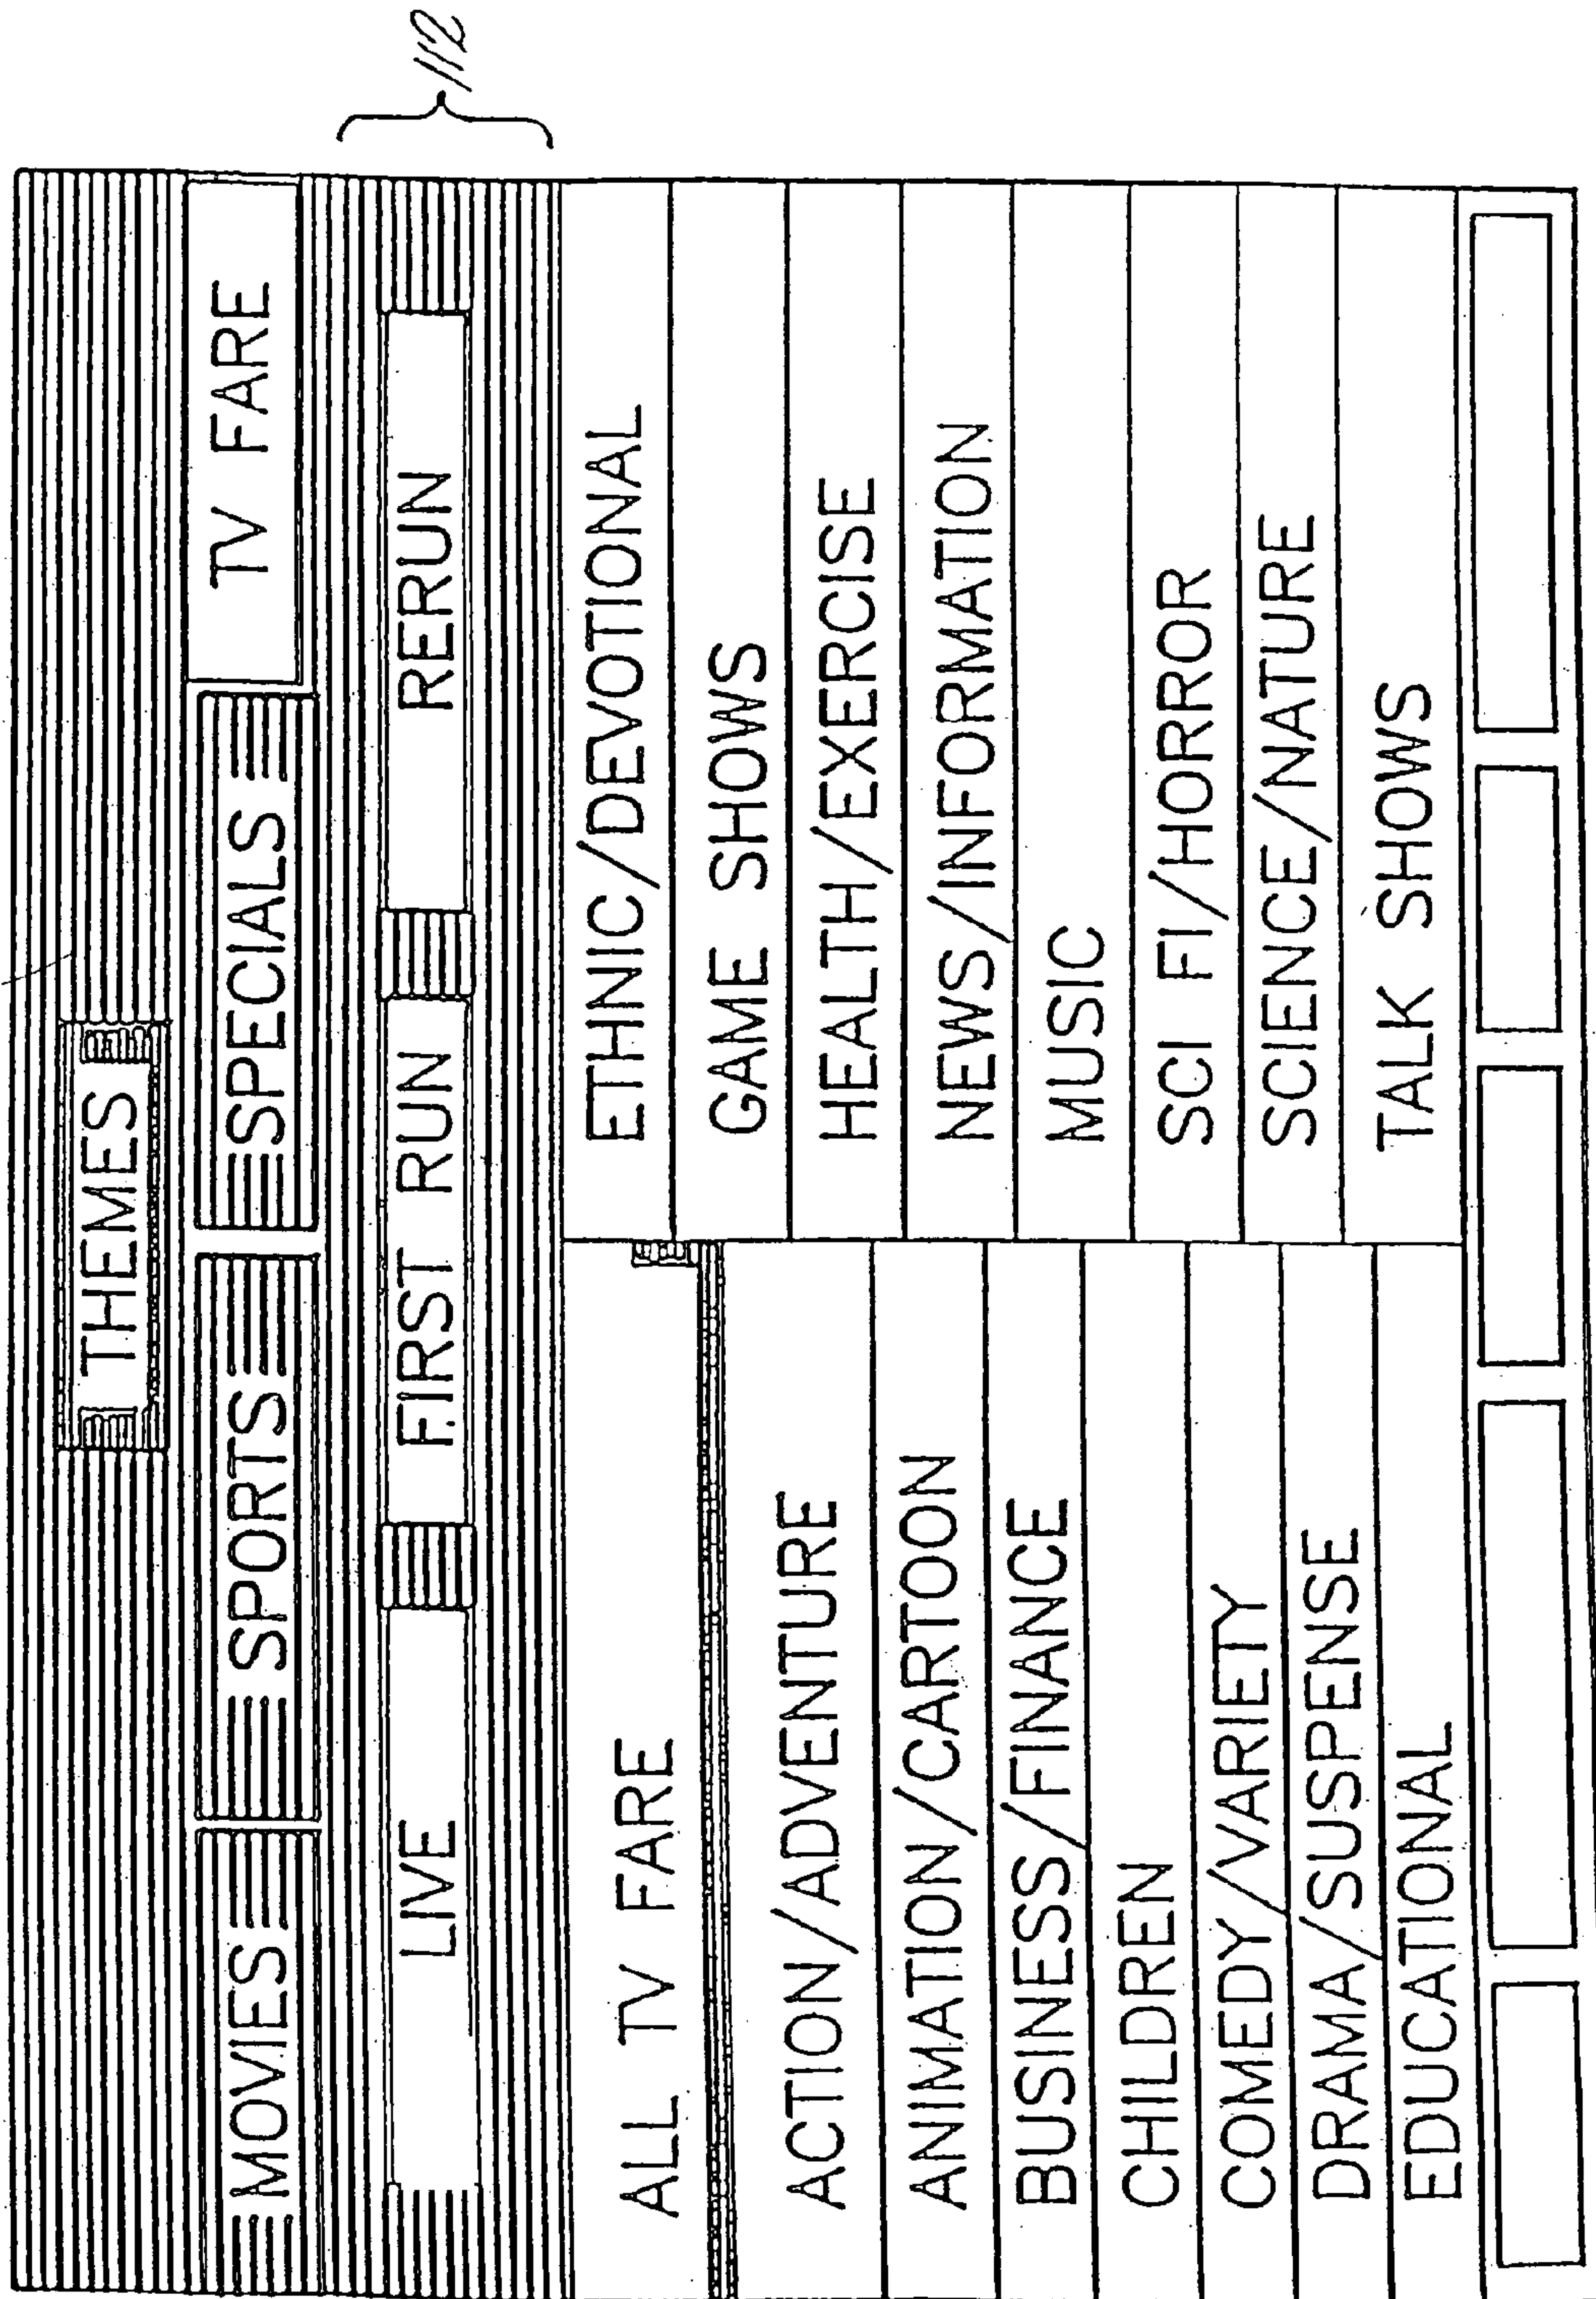 THEMES
MOVIES SPORTS SPECIALS TV FARE
LIVE FIRST RUN RERUN
112
ALL TV FARE
ACTION/ADVENTURE
ANIMATION/CARTOON
BUSINESS/FINANCE
CHILDREN
COMEDY/VARIETY
DRAMA/SUSPENSE
EDUCATIONAL
ETHNIC/DEVOTIONAL
GAME SHOWS
HEALTH/EXERCISE
NEWS/INFORMATION
MUSIC
SCI FI/HORROR
SCIENCE/NATURE
TALK SHOWS